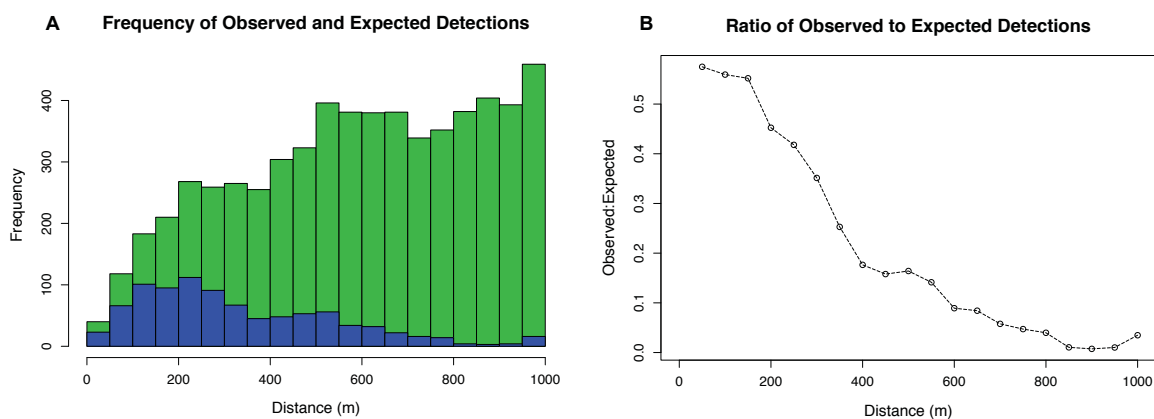 A Frequency of Observed and Expected Detections
Frequency
400
300
200
100
0
0 200 400 600 800 1000
Distance (m)
B Ratio of Observed to Expected Detections
Observed:Expected
0.5
0.4
0.3
0.2
0.1
0.0
0 200 400 600 800 1000
Distance (m)